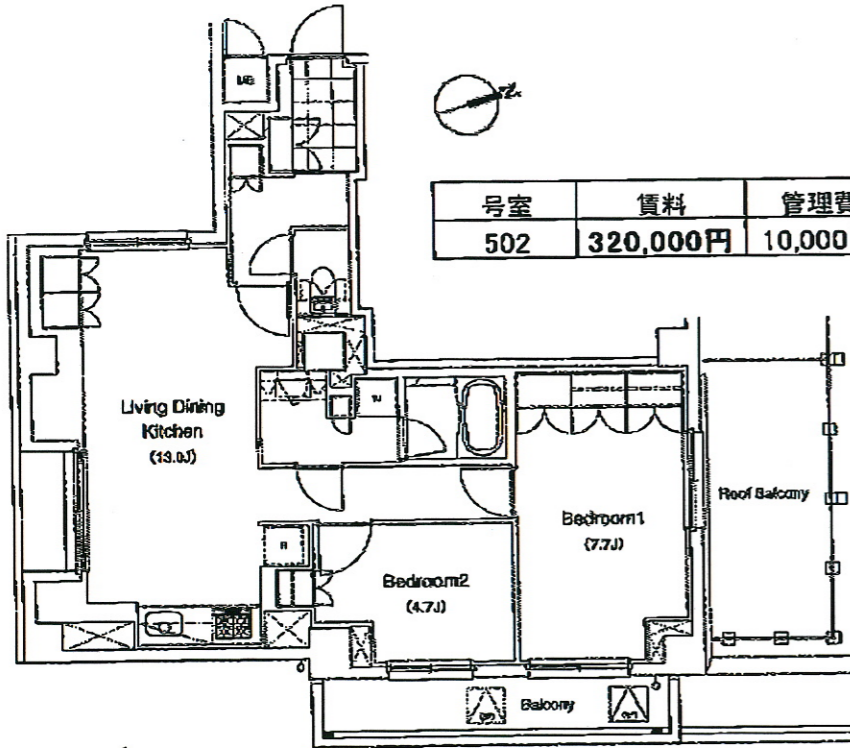 MB
N
号室 賃料 管理費
502 320,000円 10,000
Living Dining
Kitchen
(13.0J)
Roof Balcony
Bedroom1
(7.7J)
R
Bedroom2
(4.7J)
Balcony